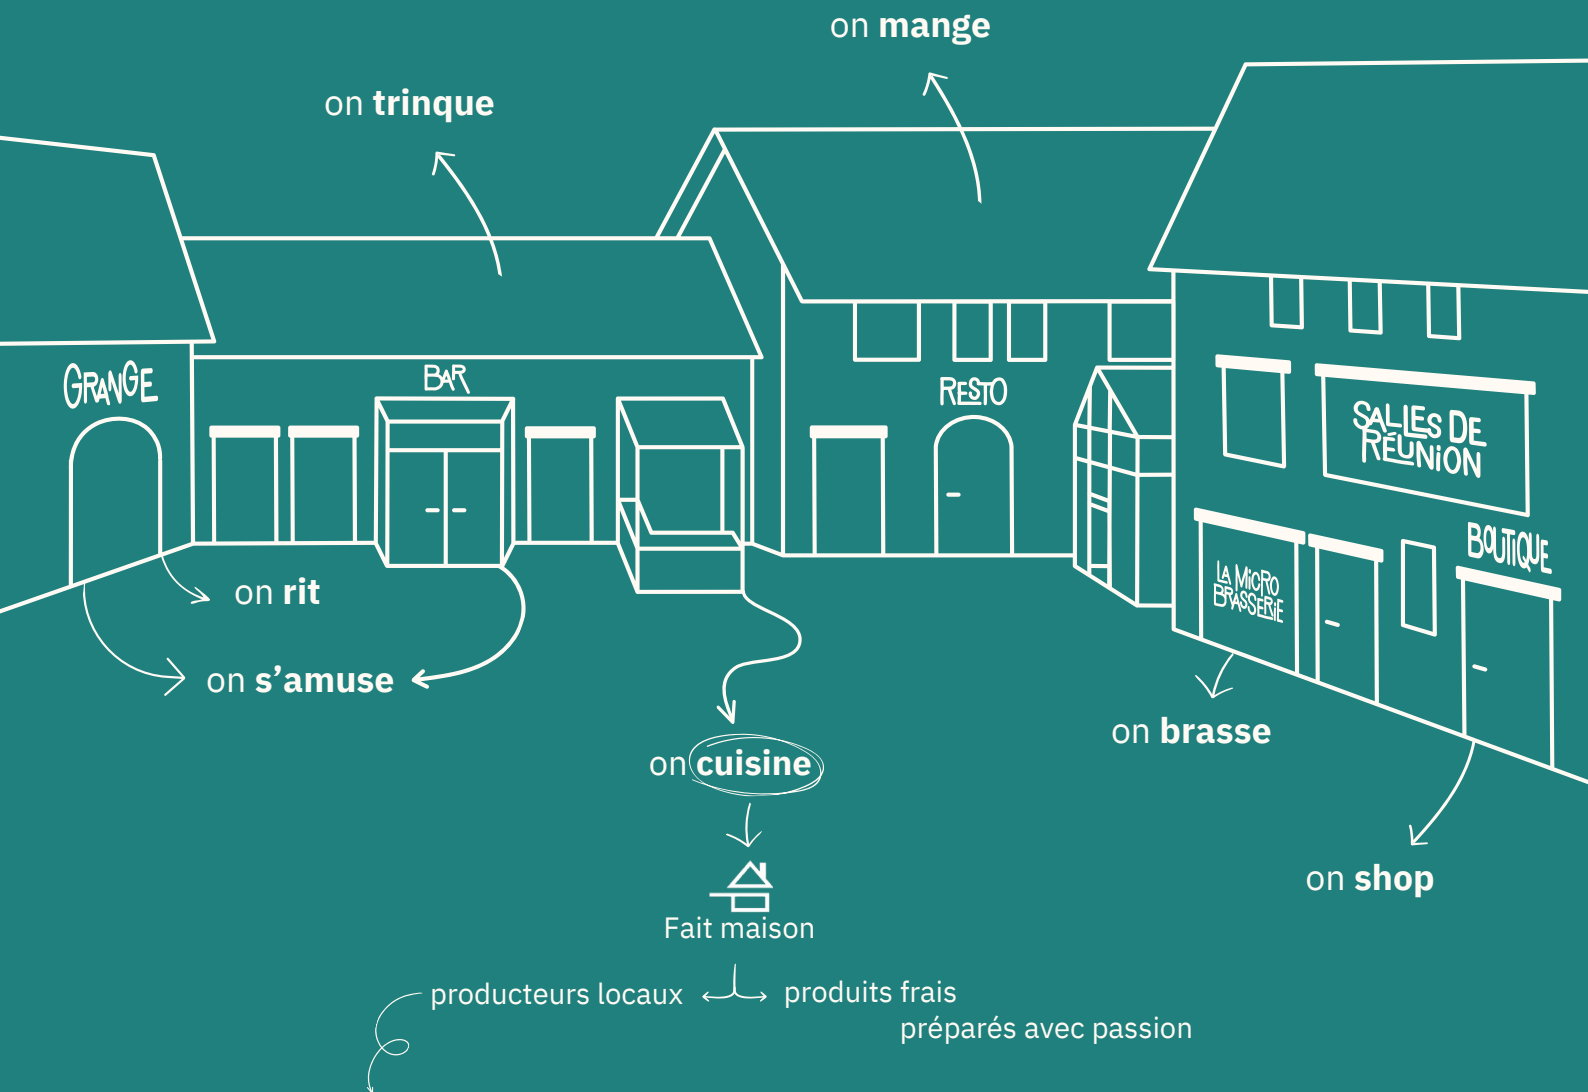 on mange
on trinque
GRANGE
BAR
RESTO
SALLES DE
RÉUNION
BOUTIQUE
LA MICRO
BRASSERIE
on rit
on s’amuse
on brasse
on cuisine
on shop
Fait maison
producteurs locaux
produits frais
préparés avec passion